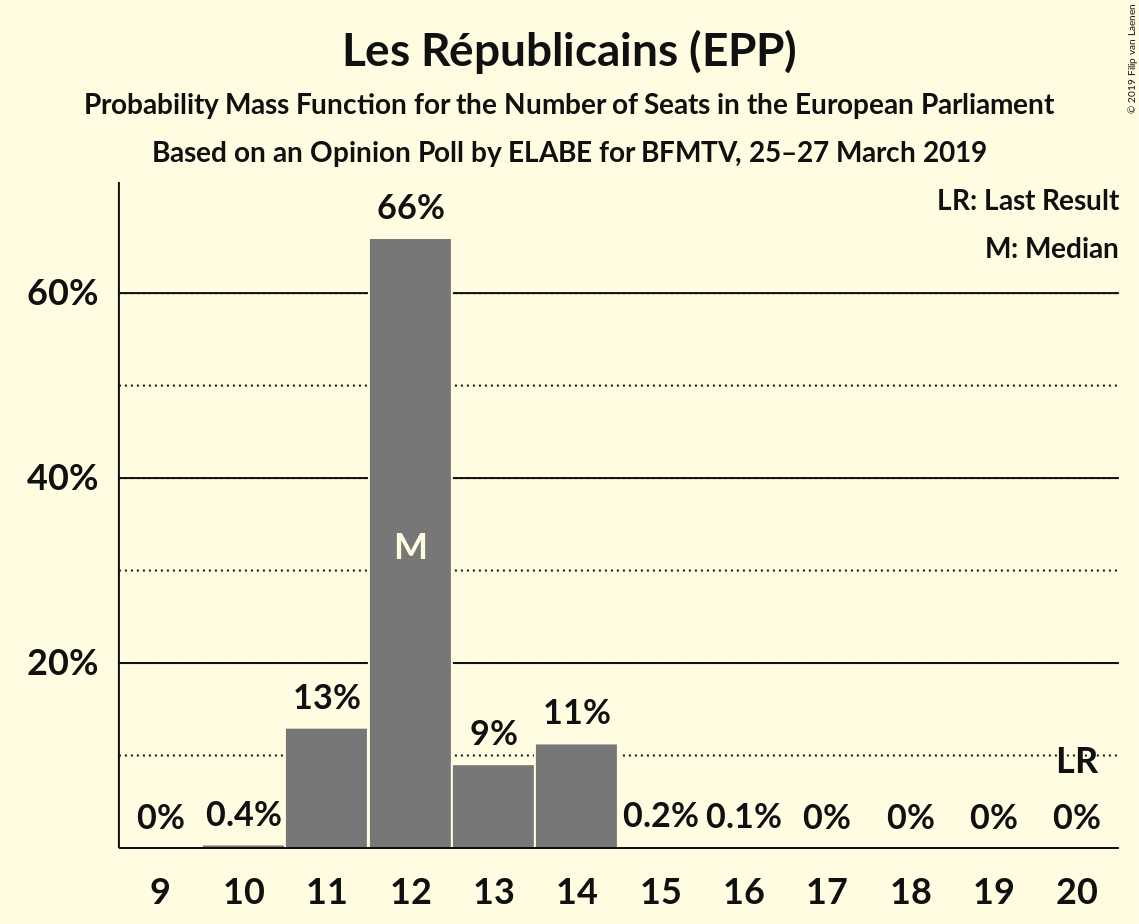 Les Républicains (EPP)
Probability Mass Function for the Number of Seats in the European Parliament
Based on an Opinion Poll by ELABE for BFMTV, 25–27 March 2019
© 2019 Filip van Laenen
LR: Last Result
M: Median
66%
60%
40%
M
20%
13%
11%
9%
LR
0% 0.4% 0.2% 0.1% 0% 0% 0% 0%
9 10 11 12 13 14 15 16 17 18 19 20